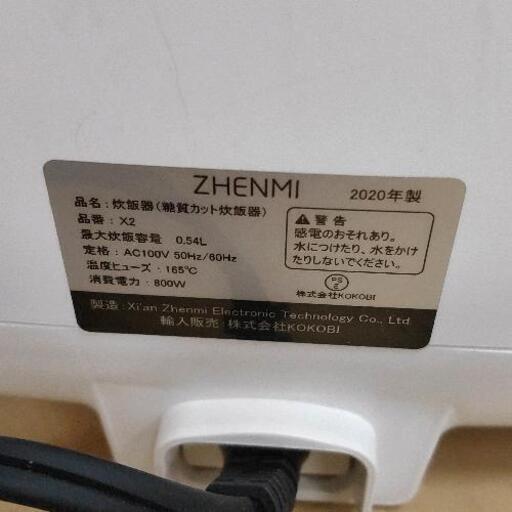 ZHENMI 2020年製
品名：炊飯器（糖質カット炊飯器）
品番：X2
最大炊飯容量 0.54L
定格：AC100V 50Hz/60Hz
温度ヒューズ：165℃
消費電力：800W
⚠ 警告
感電のおそれあり。
水につけたり、水をかけ
たりしないでください。
PS
E
株式会社KOKOBI
製造：Xi'an Zhenmi Electronic Technology Co., Ltd
輸入販売：株式会社KOKOBI